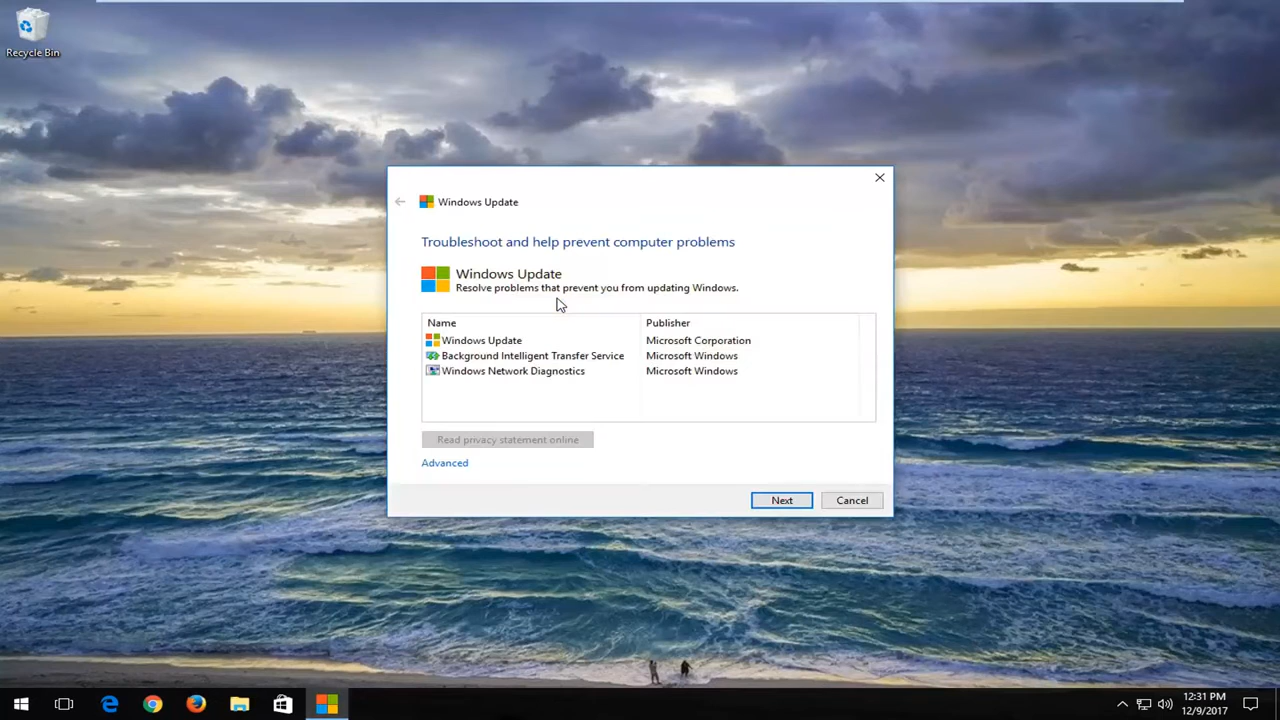 Recycle Bin
Windows Update
Troubleshoot and help prevent computer problems
Windows Update
Resolve problems that prevent you from updating Windows.
Name Publisher
Windows Update Microsoft Corporation
Background Intelligent Transfer Service Microsoft Windows
Windows Network Diagnostics Microsoft Windows
Read privacy statement online
Advanced
Next Cancel
12:31 PM
12/9/2017